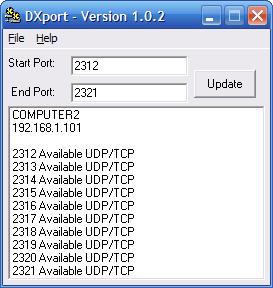 DXport - Version 1.0.2
File Help
Start Port: 2312
Update
End Port: 2321
COMPUTER2
192.168.1.101
2312 Available UDP/TCP
2313 Available UDP/TCP
2314 Available UDP/TCP
2315 Available UDP/TCP
2316 Available UDP/TCP
2317 Available UDP/TCP
2318 Available UDP/TCP
2319 Available UDP/TCP
2320 Available UDP/TCP
2321 Available UDP/TCP